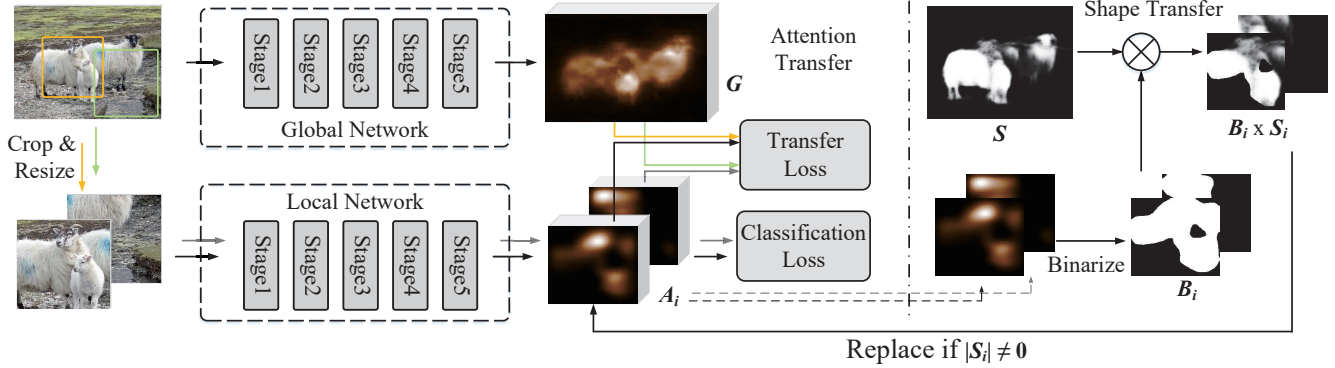 Crop &
Resize
Stage1
Stage2
Stage3
Stage4
Stage5
Global Network
Local Network
Stage1
Stage2
Stage3
Stage4
Stage5
G
Attention
Transfer
Transfer
Loss
Classification
Loss
A_i
Shape Transfer
S
B_i x S_i
Binarize
B_i
Replace if |S_i| ≠ 0